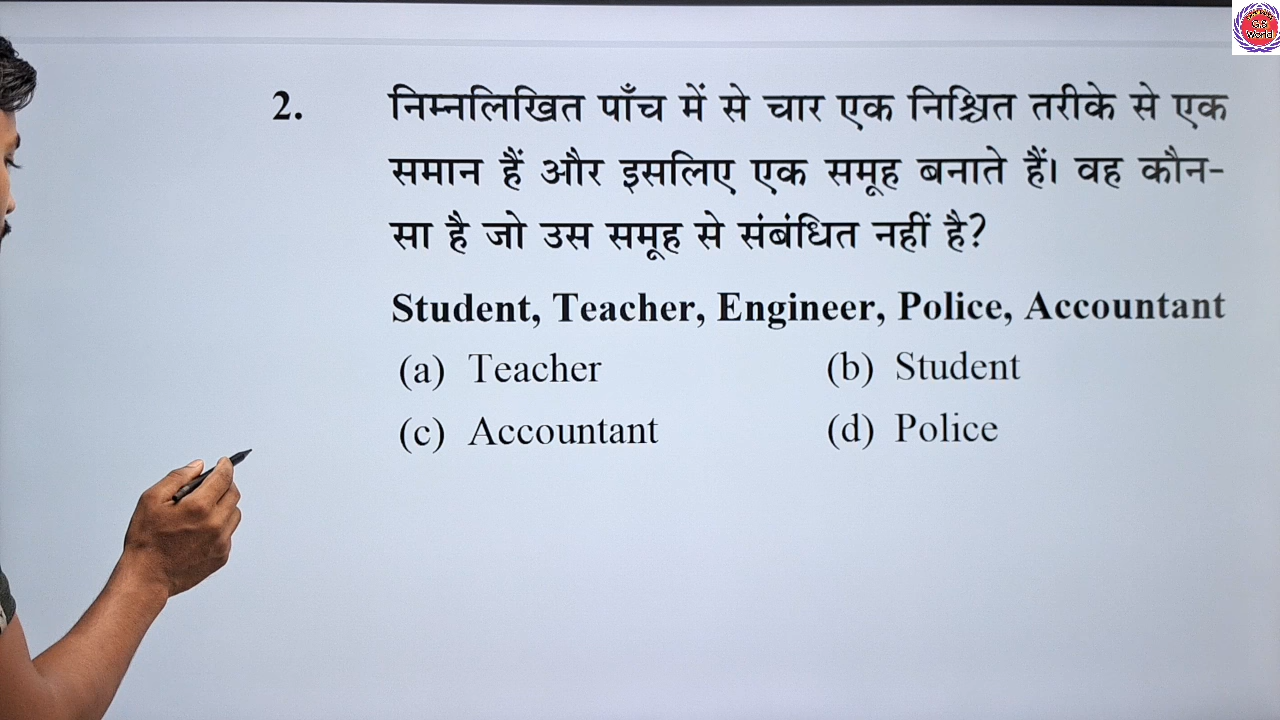 2. निम्नलिखित पाँच में से चार एक निश्चित तरीके से एक
समान हैं और इसलिए एक समूह बनाते हैं। वह कौन-
सा है जो उस समूह से संबंधित नहीं है?
Student, Teacher, Engineer, Police, Accountant
(a) Teacher (b) Student
(c) Accountant (d) Police
World